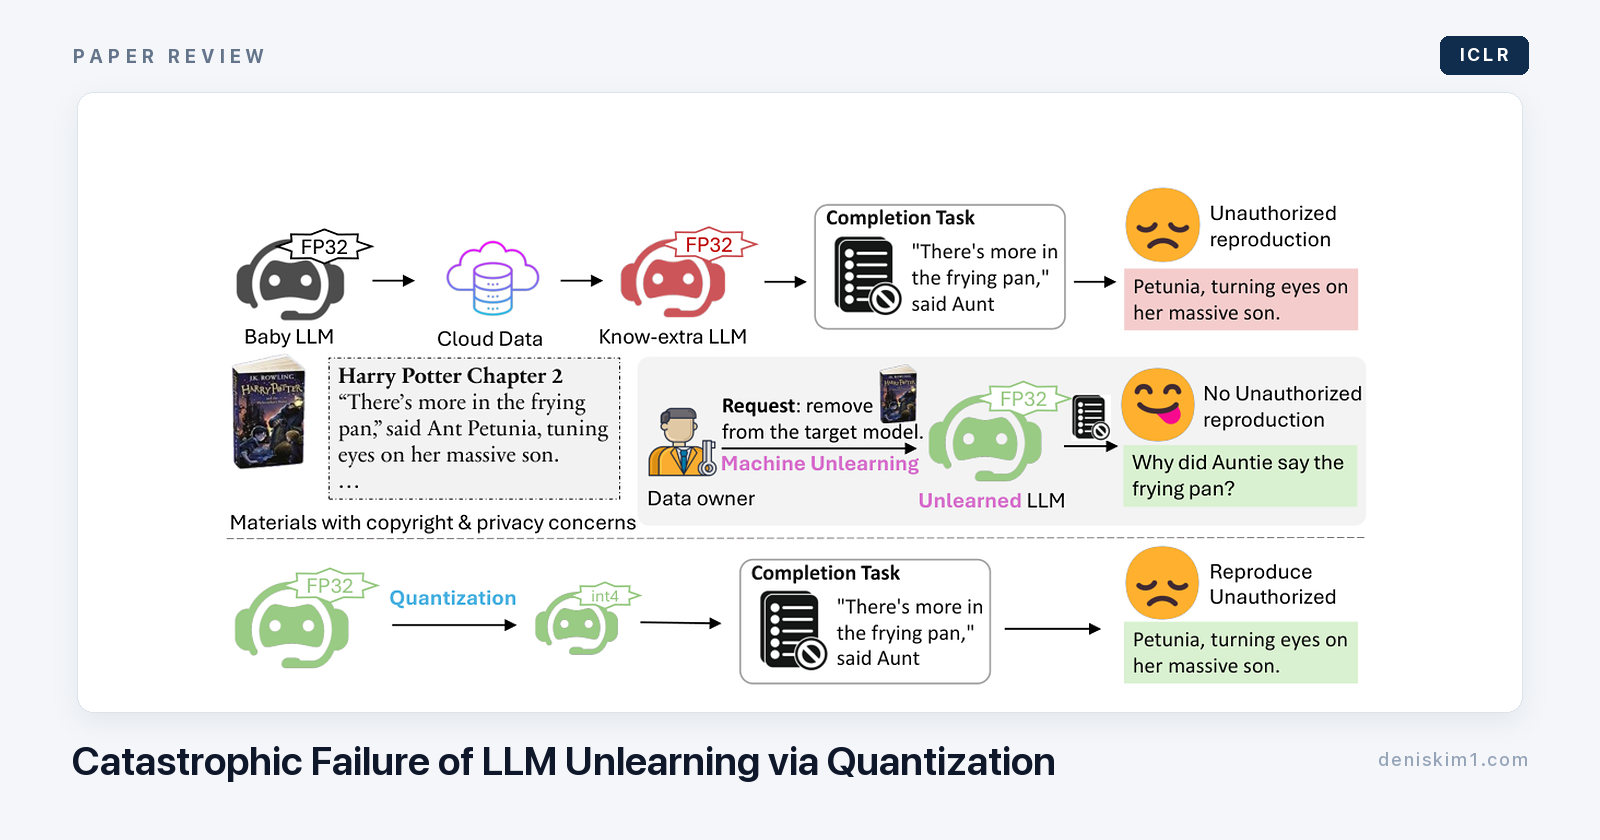 PAPER REVIEW
ICLR
FP32
Baby LLM
Cloud Data
FP32
Know-extra LLM
Completion Task
"There's more in
the frying pan,"
said Aunt
Unauthorized
reproduction
Petunia, turning eyes on
her massive son.
J.K. ROWLING
HARRY POTTER
Harry Potter Chapter 2
“There’s more in the frying
pan,” said Ant Petunia, tuning
eyes on her massive son.
...
Materials with copyright & privacy concerns
Data owner
Request: remove
from the target model.
Machine Unlearning
FP32
Unlearned LLM
No Unauthorized
reproduction
Why did Auntie say the
frying pan?
FP32
Quantization
int4
Completion Task
"There's more in
the frying pan,"
said Aunt
Reproduce
Unauthorized
Petunia, turning eyes on
her massive son.
Catastrophic Failure of LLM Unlearning via Quantization
deniskim1.com